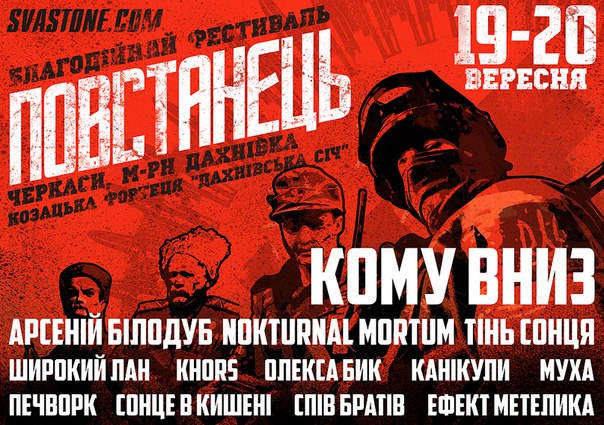 SVASTONE.COM
БЛАГОДІЙНИЙ ФЕСТИВАЛЬ
ПОВСТАНЕЦЬ
ЧЕРКАСИ, М-РН ДАХНІВКА
КОЗАЦЬКА ФОРТЕЦЯ "ДАХНІВСЬКА СІЧ"
19-20
ВЕРЕСНЯ
КОМУ ВНИЗ
АРСЕНІЙ БІЛОДУБ NOKTURNAL MORTUM ТІНЬ СОНЦЯ
ШИРОКИЙ ЛАН KHORS ОЛЕКСА БИК КАНІКУЛИ МУХА
ПЕЧВОРК СОНЦЕ В КИШЕНІ СПІВ БРАТІВ ЕФЕКТ МЕТЕЛИКА